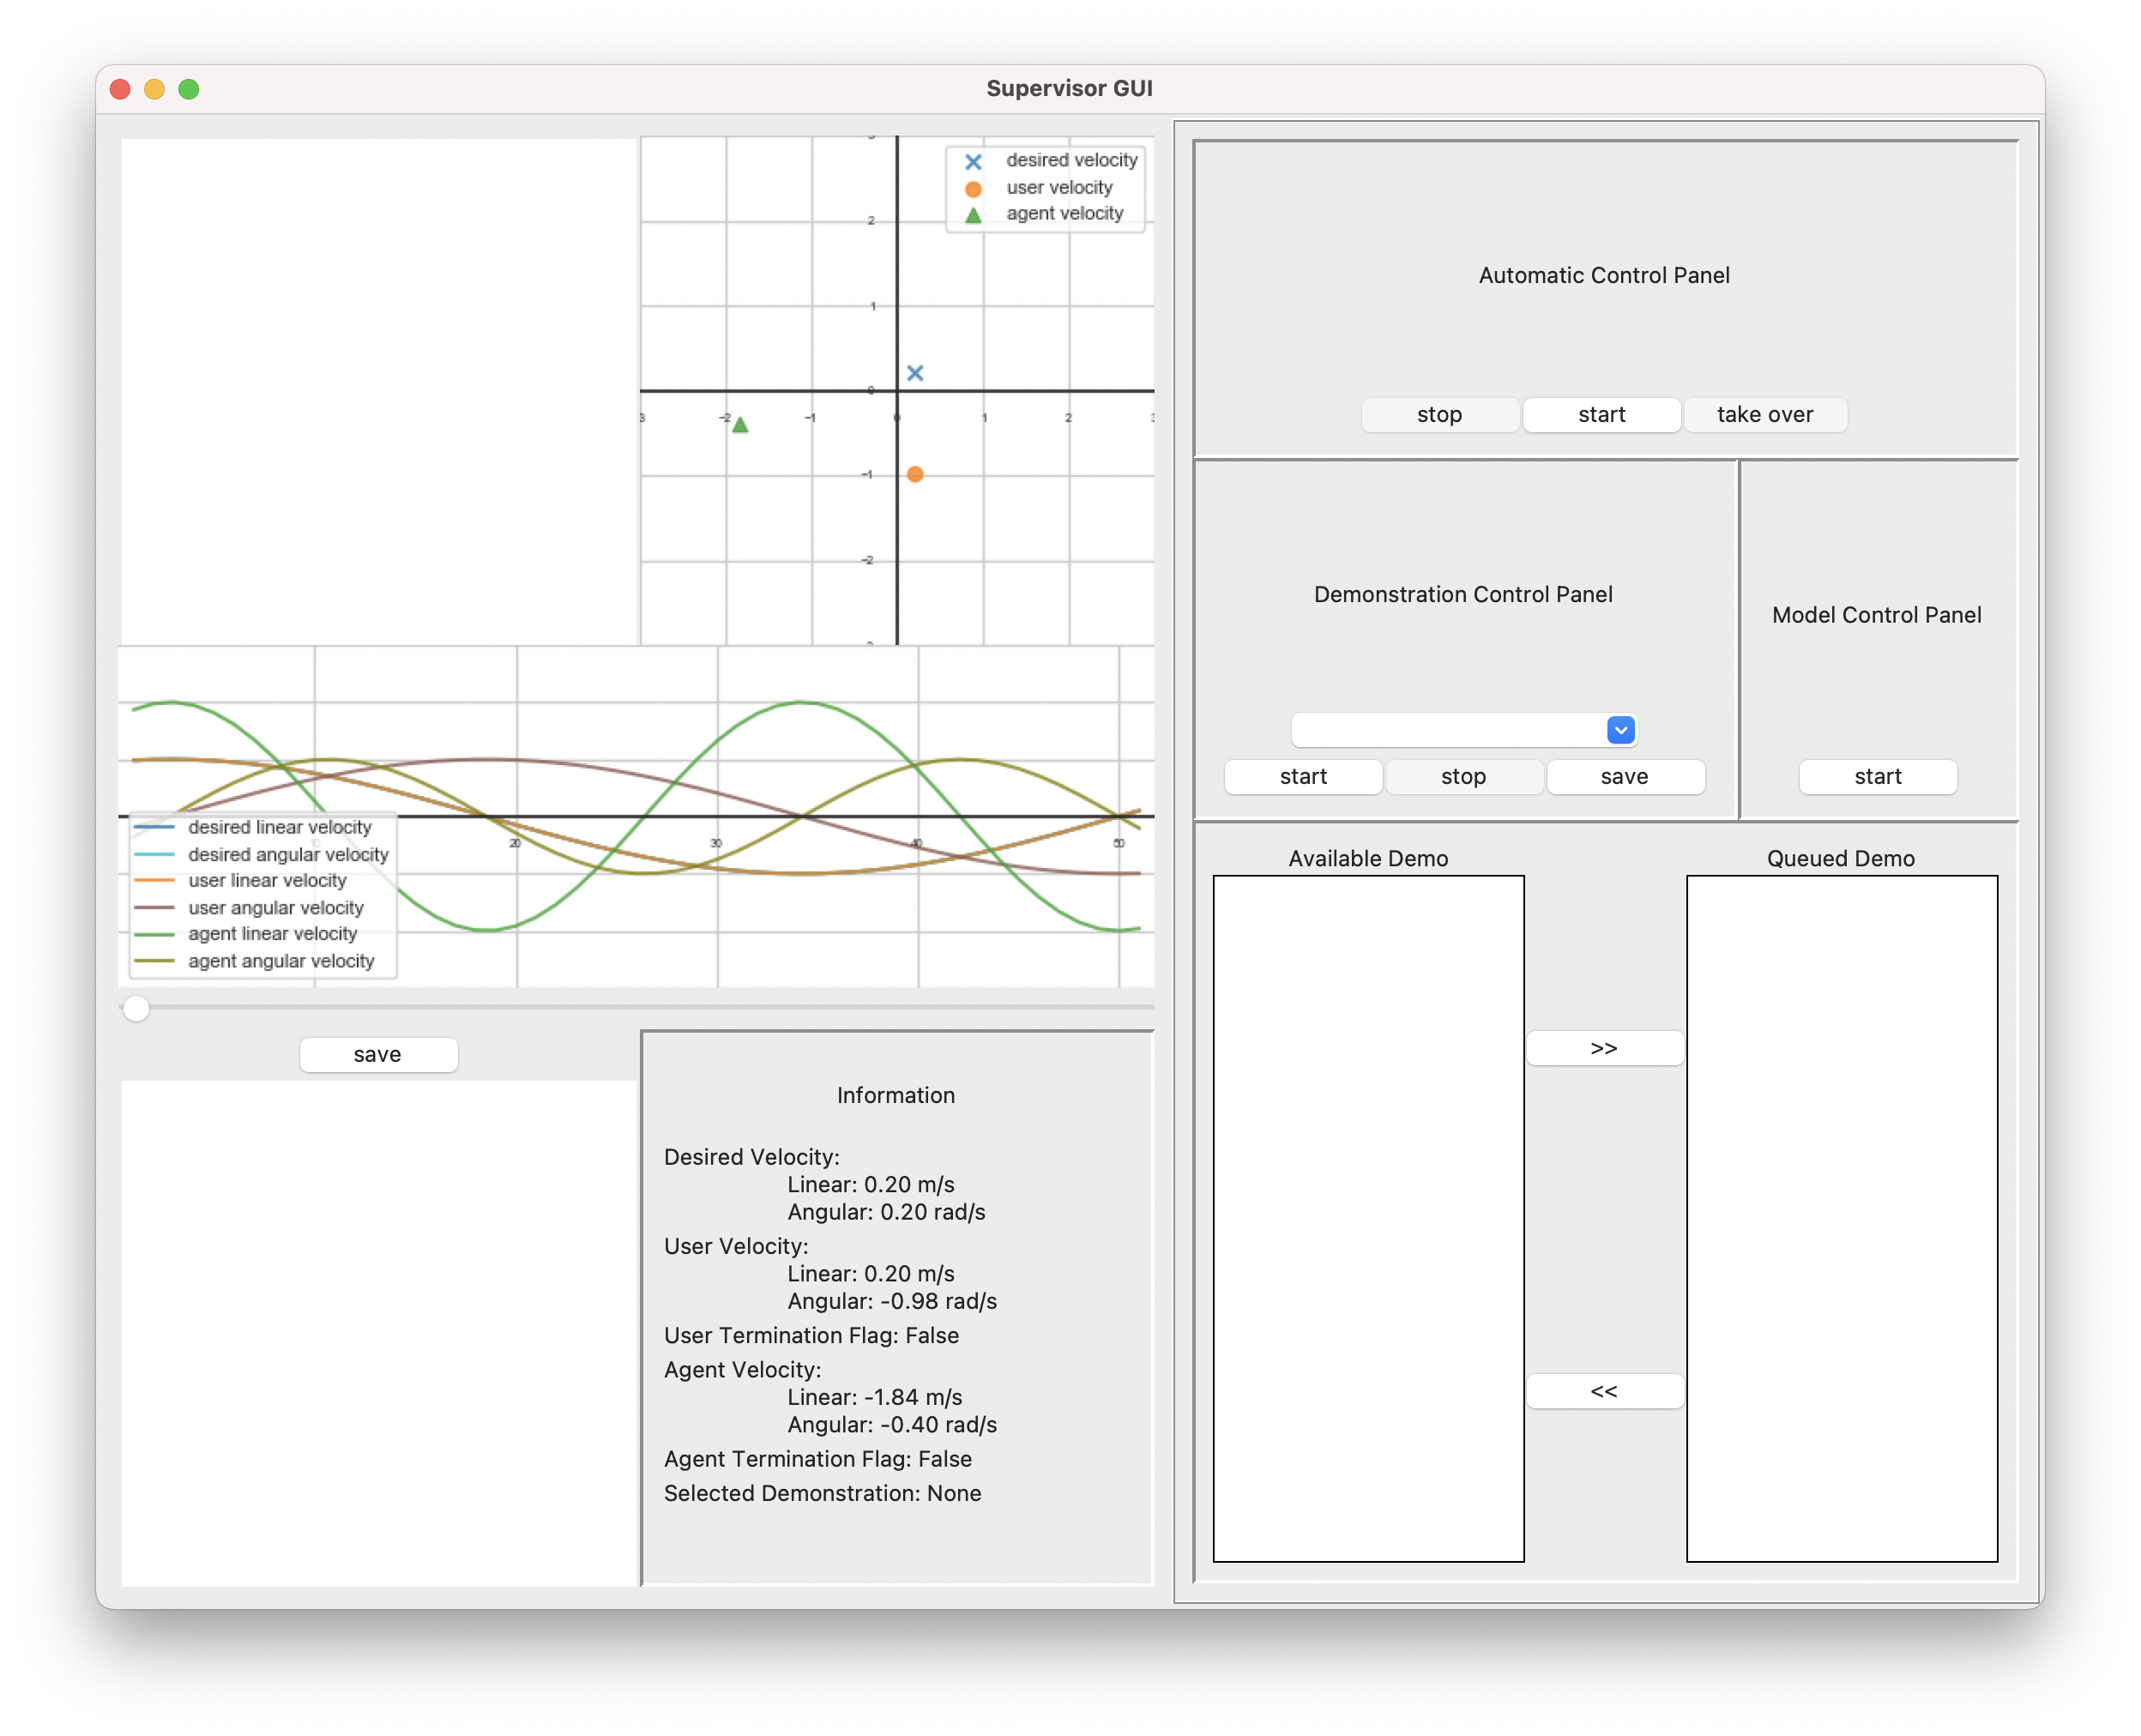 Supervisor GUI
desired velocity
user velocity
agent velocity
2
1
0
-1
-2
3
-2
-1
0
1
2
desired linear velocity
desired angular velocity
user linear velocity
user angular velocity
agent linear velocity
agent angular velocity
10
20
30
40
50
save
Information
Desired Velocity:
Linear: 0.20 m/s
Angular: 0.20 rad/s
User Velocity:
Linear: 0.20 m/s
Angular: -0.98 rad/s
User Termination Flag: False
Agent Velocity:
Linear: -1.84 m/s
Angular: -0.40 rad/s
Agent Termination Flag: False
Selected Demonstration: None
Automatic Control Panel
stop start take over
Demonstration Control Panel
start stop save
Model Control Panel
start
Available Demo
Queued Demo
>>
<<